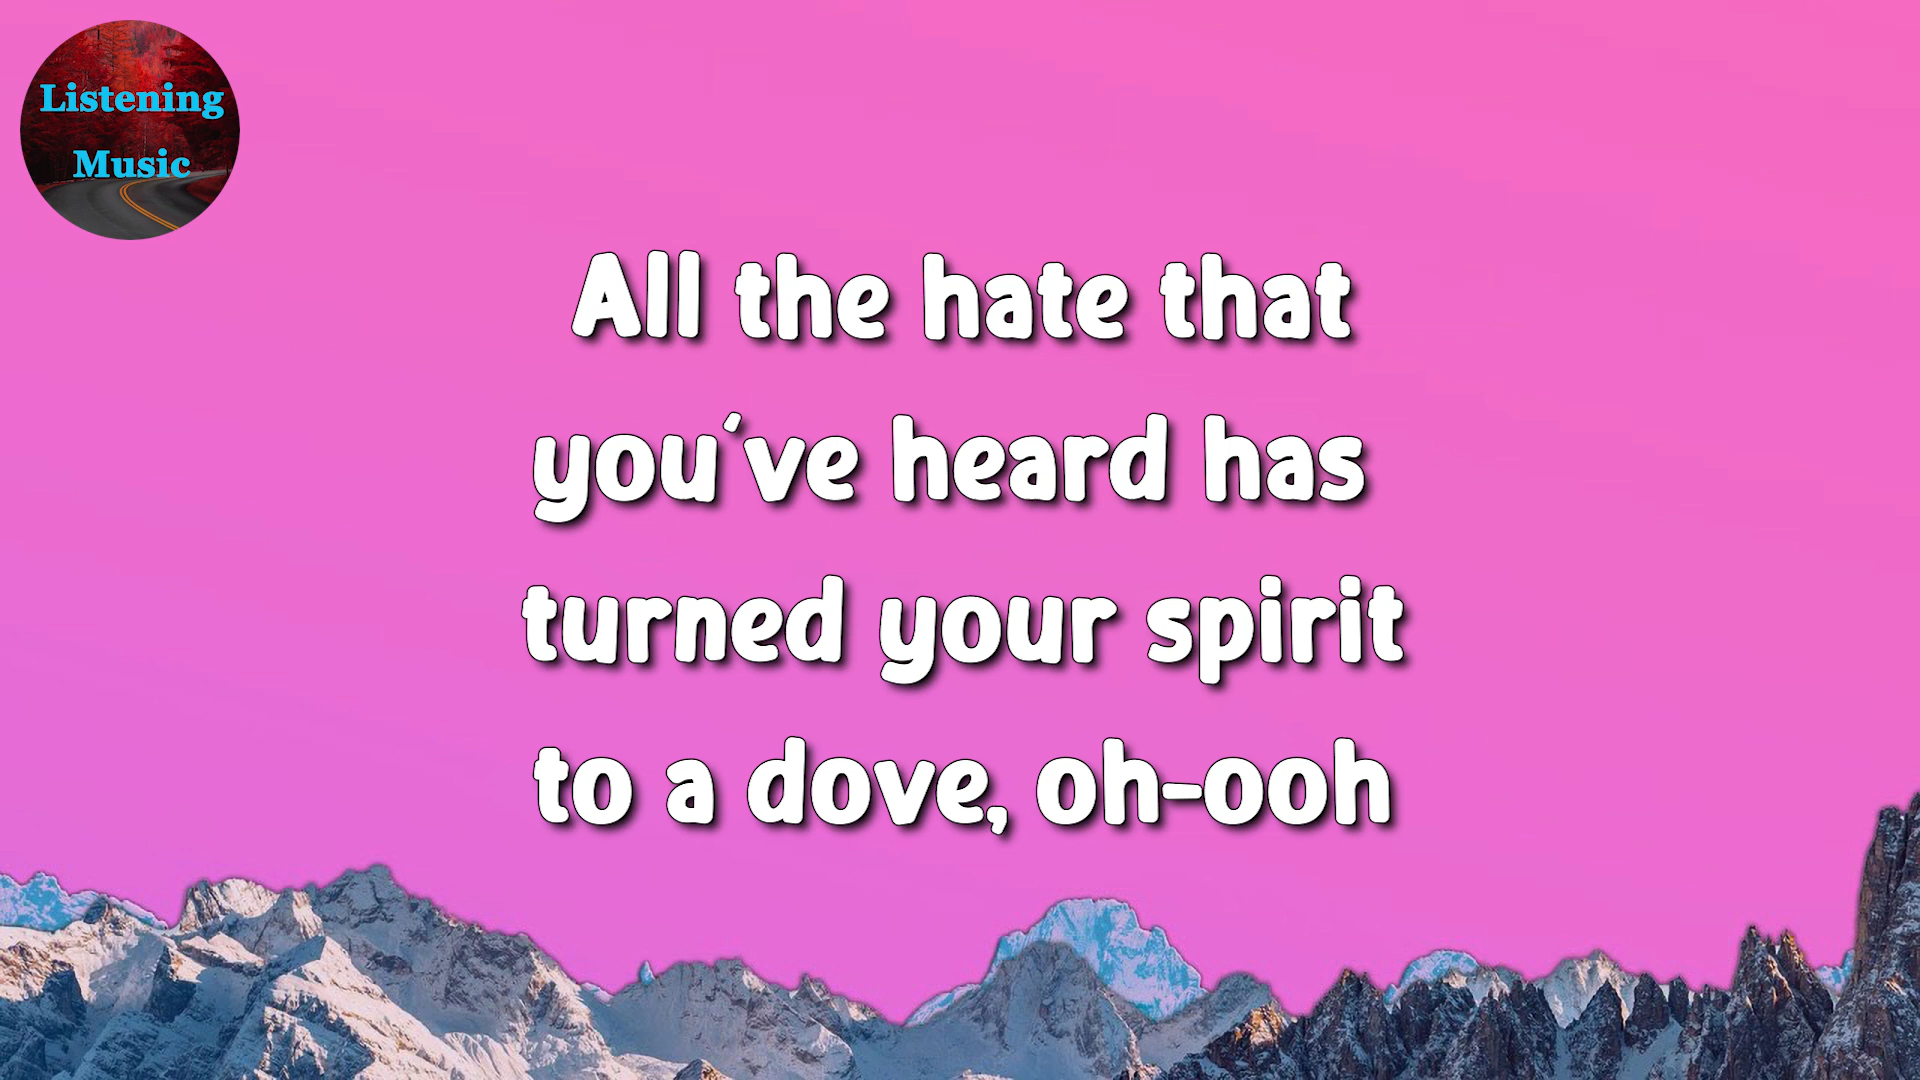 Listening
Music
All the hate that
you've heard has
turned your spirit
to a dove, oh-ooh